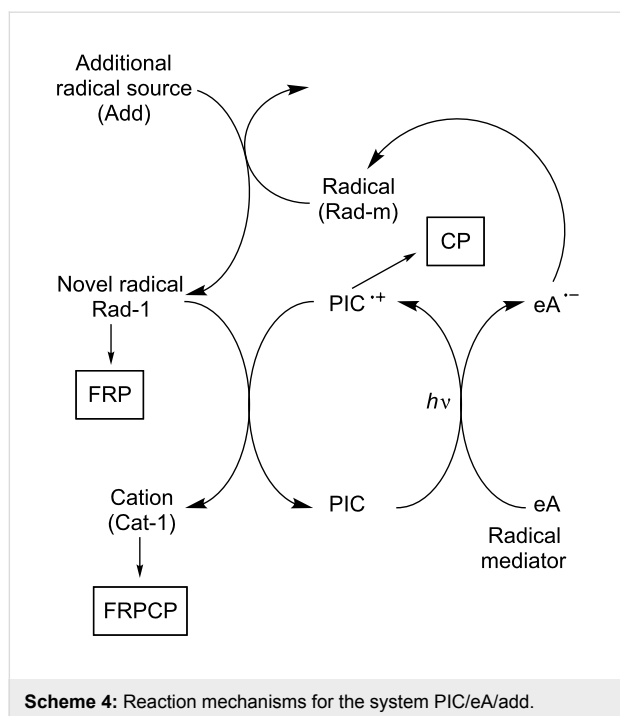 Additional
radical source
(Add)
Radical
(Rad-m)
CP
Novel radical
Rad-1
PIC •+
eA •−
FRP
hν
Cation
(Cat-1)
PIC
eA
Radical
mediator
FRPCP
Scheme 4: Reaction mechanisms for the system PIC/eA/add.